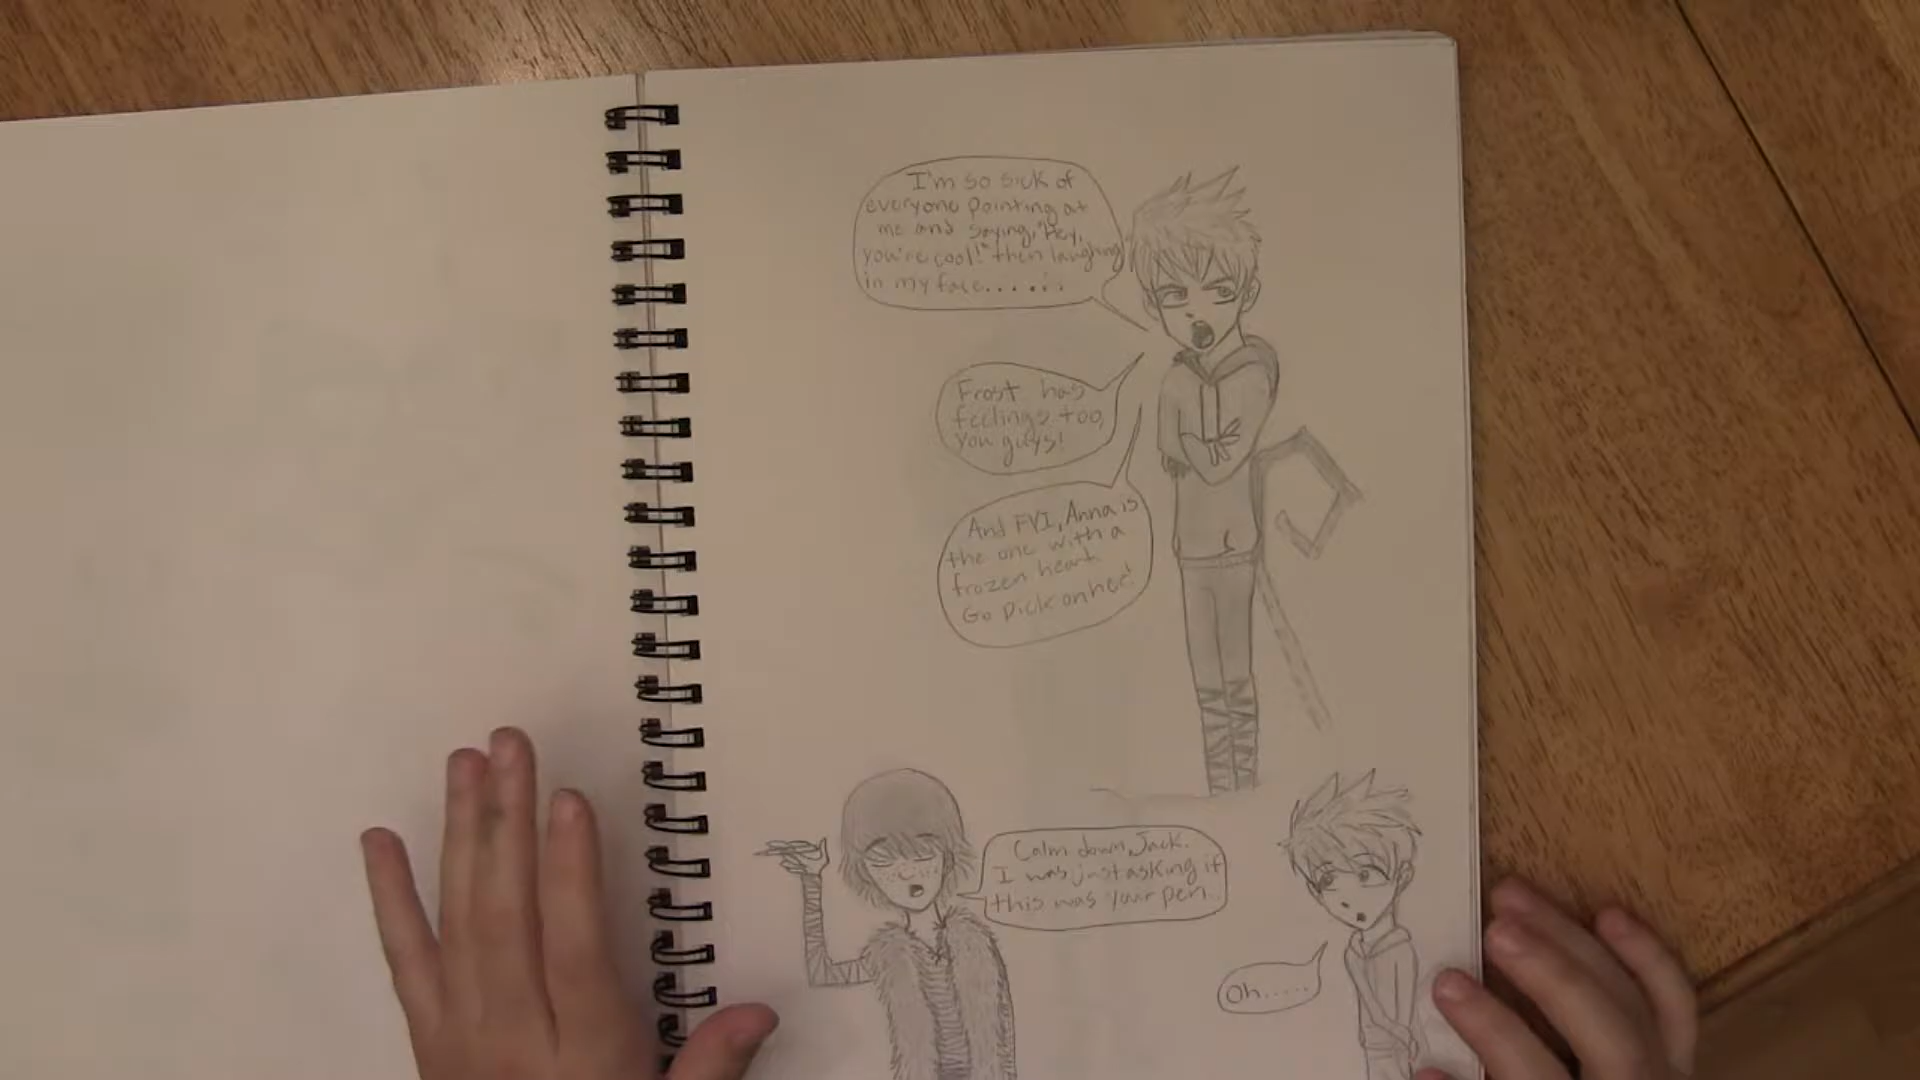 I'm so sick of
everyone pointing at
me and saying, "Hey,
you're cool!" then laughing
in my face......
Frost has
feelings too,
you guys!
And FYI, Anna is
the one with a
frozen heart.
Go pick on her!
Calm down, Jack.
I was just asking if
this was your pen...
Oh.....